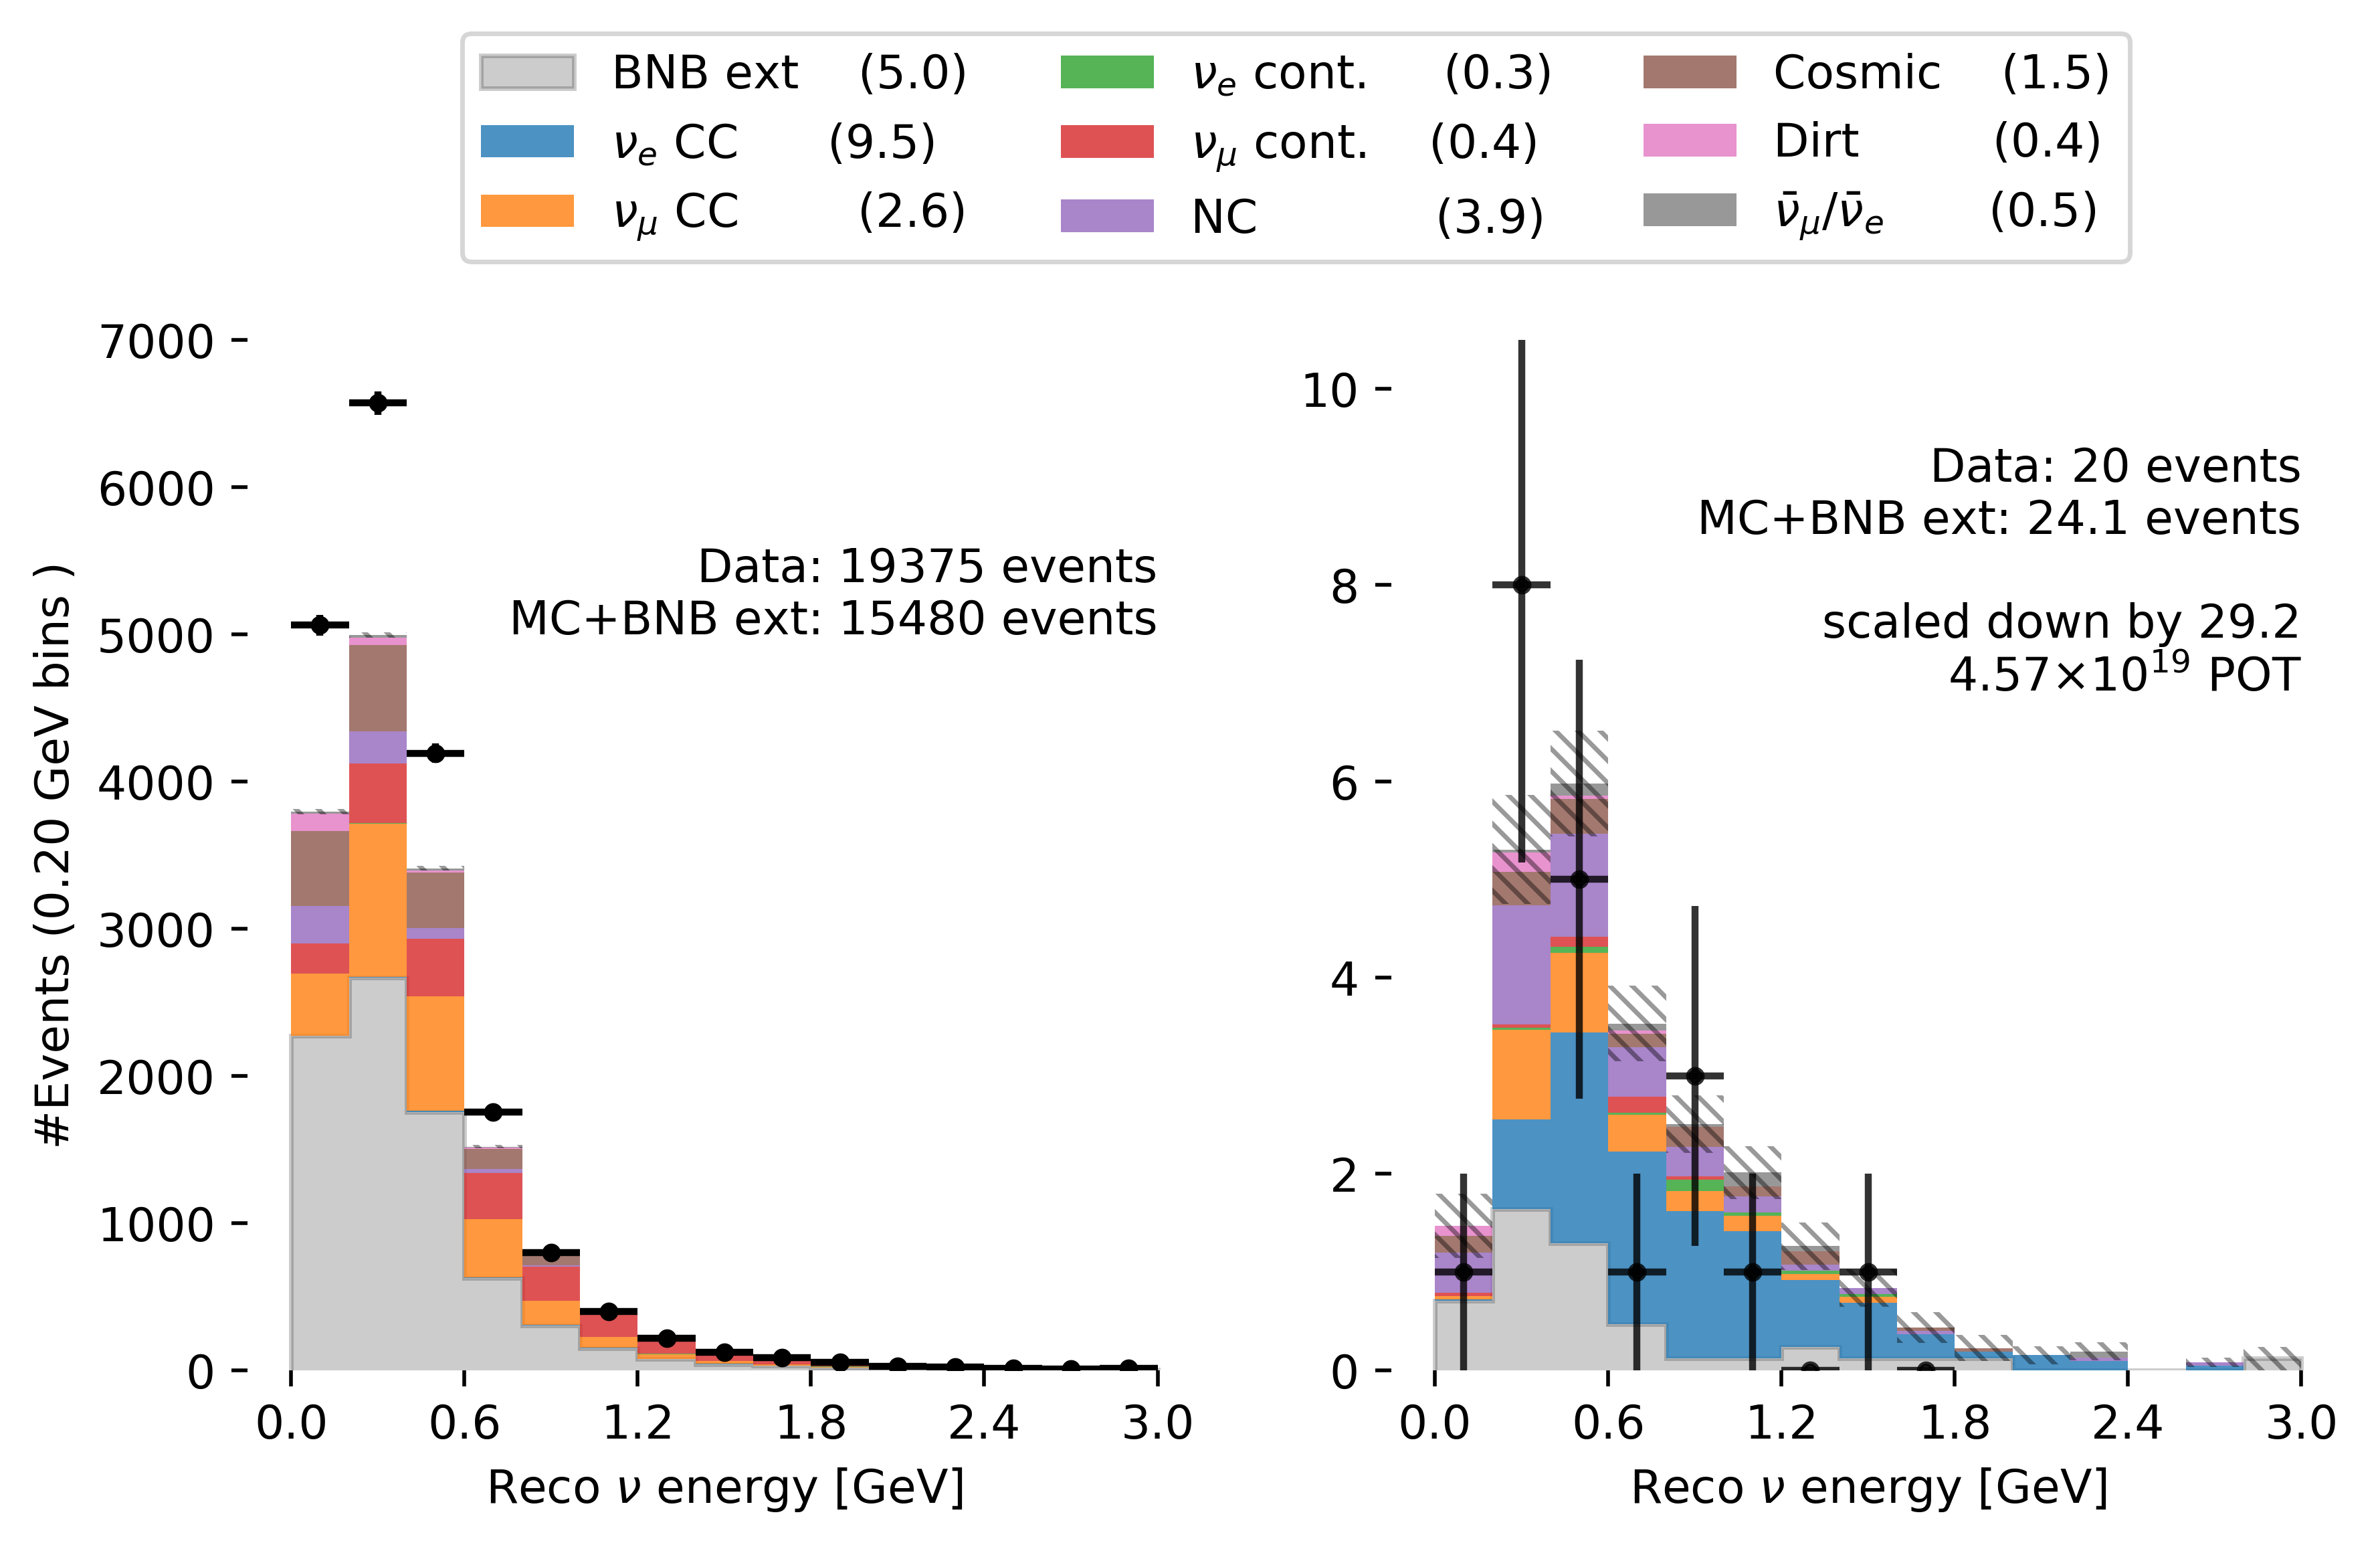 BNB ext (5.0)
νe CC (9.5)
νμ CC (2.6)
νe cont. (0.3)
νμ cont. (0.4)
NC (3.9)
Cosmic (1.5)
Dirt (0.4)
ν̄μ/ν̄e (0.5)
#Events (0.20 GeV bins )
7000
6000
5000
4000
3000
2000
1000
0
Data: 19375 events
MC+BNB ext: 15480 events
0.0 0.6 1.2 1.8 2.4 3.0
Reco ν energy [GeV]
10
8
6
4
2
0
Data: 20 events
MC+BNB ext: 24.1 events
scaled down by 29.2
4.57×10¹⁹ POT
0.0 0.6 1.2 1.8 2.4 3.0
Reco ν energy [GeV]